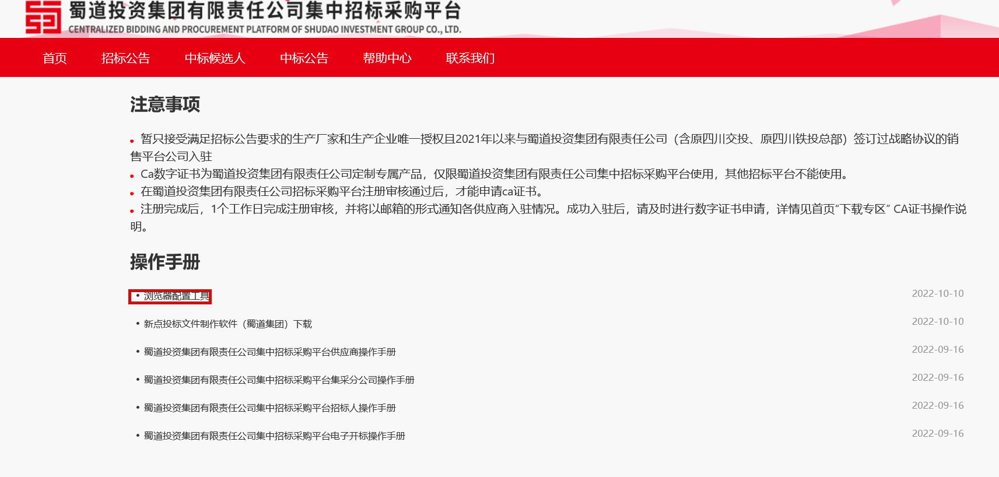 蜀道投资集团有限责任公司集中招标采购平台
CENTRALIZED BIDDING AND PROCUREMENT PLATFORM OF SHUDAO INVESTMENT GROUP CO., LTD.
首页 招标公告 中标候选人 中标公告 帮助中心 联系我们
注意事项
• 暂只接受满足招标公告要求的生产厂家和生产企业唯一授权且2021年以来与蜀道投资集团有限责任公司（含原四川交投、原四川铁投总部）签订过战略协议的销
售平台公司入驻
• Ca数字证书为蜀道投资集团有限责任公司定制专属产品，仅限蜀道投资集团有限责任公司集中招标采购平台使用，其他招标平台不能使用。
• 在蜀道投资集团有限责任公司招标采购平台注册审核通过后，才能申请ca证书。
• 注册完成后，1个工作日完成注册审核，并将以邮箱的形式通知各供应商入驻情况。成功入驻后，请及时进行数字证书申请，详情见首页“下载专区” CA证书操作说
明。
操作手册
• 浏览器配置工具 2022-10-10
• 新点投标文件制作软件（蜀道集团）下载 2022-10-10
• 蜀道投资集团有限责任公司集中招标采购平台供应商操作手册 2022-09-16
• 蜀道投资集团有限责任公司集中招标采购平台集采分公司操作手册 2022-09-16
• 蜀道投资集团有限责任公司集中招标采购平台招标人操作手册 2022-09-16
• 蜀道投资集团有限责任公司集中招标采购平台电子开标操作手册 2022-09-16